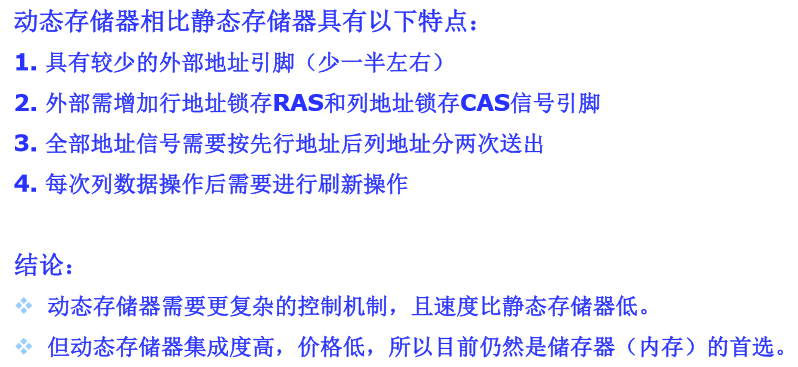 动态存储器相比静态存储器具有以下特点：
1. 具有较少的外部地址引脚（少一半左右）
2. 外部需增加行地址锁存RAS和列地址锁存CAS信号引脚
3. 全部地址信号需要按先行地址后列地址分两次送出
4. 每次列数据操作后需要进行刷新操作
结论：
❖ 动态存储器需要更复杂的控制机制，且速度比静态存储器低。
❖ 但动态存储器集成度高，价格低，所以目前仍然是储存器（内存）的首选。